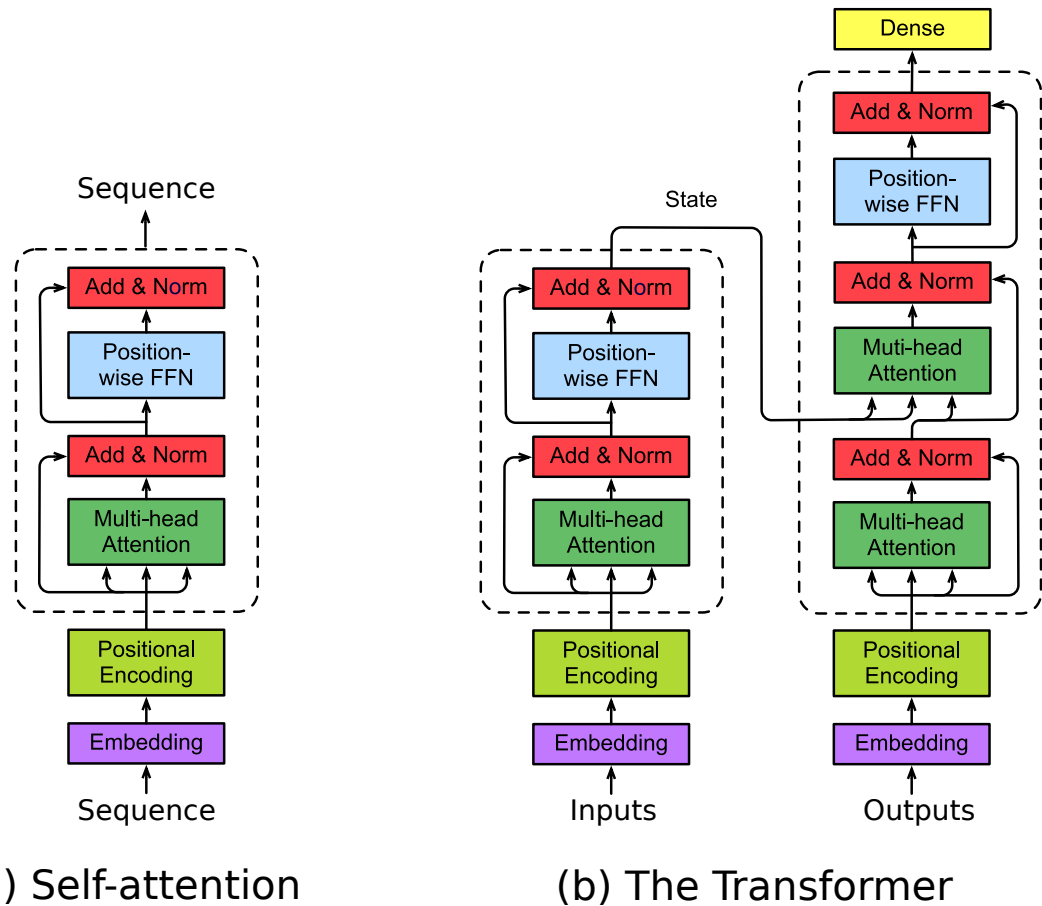 Sequence
Add & Norm
Position-
wise FFN
Add & Norm
Multi-head
Attention
Positional
Encoding
Embedding
Sequence
) Self-attention
State
Add & Norm
Position-
wise FFN
Add & Norm
Multi-head
Attention
Positional
Encoding
Embedding
Inputs
Dense
Add & Norm
Position-
wise FFN
Add & Norm
Muti-head
Attention
Add & Norm
Multi-head
Attention
Positional
Encoding
Embedding
Outputs
(b) The Transformer